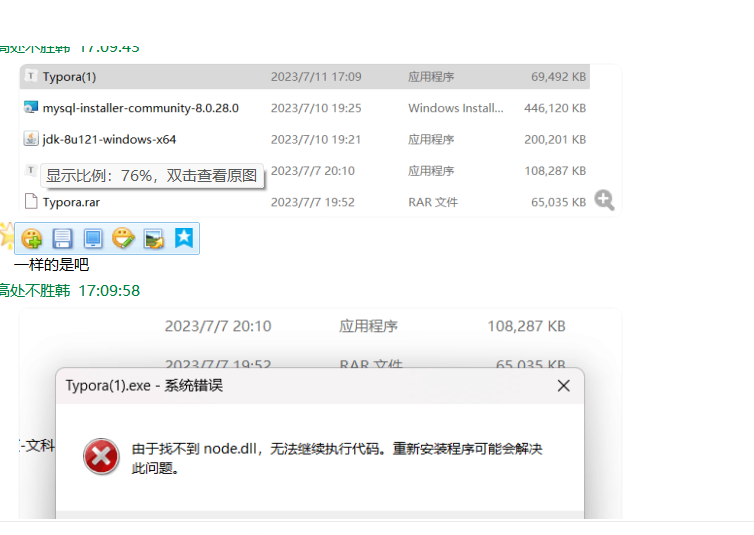 高处不胜韩 17:09:43
Typora(1) 2023/7/11 17:09 应用程序 69,492 KB
mysql-installer-community-8.0.28.0 2023/7/10 19:25 Windows Install... 446,120 KB
jdk-8u121-windows-x64 2023/7/10 19:21 应用程序 200,201 KB
2023/7/7 20:10 应用程序 108,287 KB
显示比例：76%，双击查看原图
Typora.rar 2023/7/7 19:52 RAR 文件 65,035 KB
一样的是吧
高处不胜韩 17:09:58
2023/7/7 20:10 应用程序 108,287 KB
2023/7/7 19:52 RAR 文件 65,035 KB
Typora(1).exe - 系统错误
-文科
由于找不到 node.dll，无法继续执行代码。重新安装程序可能会解决
此问题。